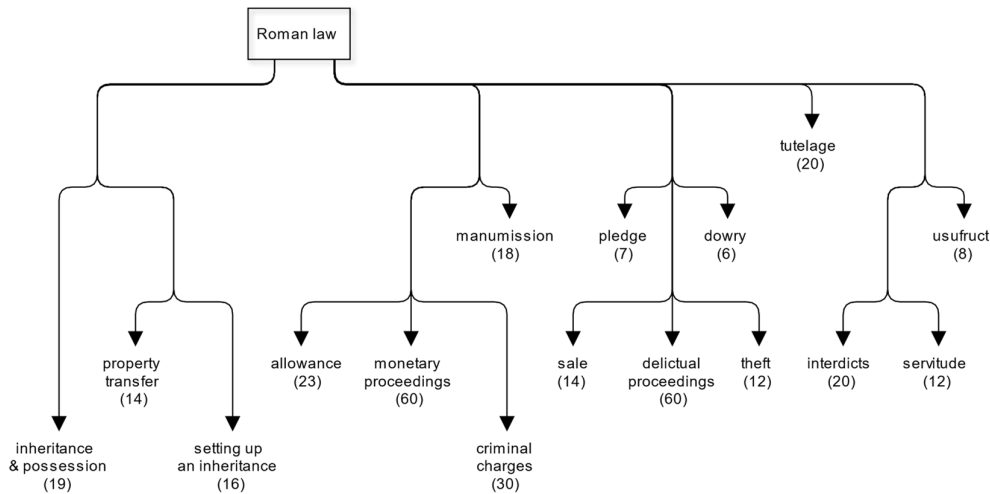 Roman law
tutelage
(20)
manumission
(18)
pledge
(7)
dowry
(6)
usufruct
(8)
property
transfer
(14)
allowance
(23)
monetary
proceedings
(60)
sale
(14)
delictual
proceedings
(60)
theft
(12)
interdicts
(20)
servitude
(12)
inheritance
& possession
(19)
setting up
an inheritance
(16)
criminal
charges
(30)